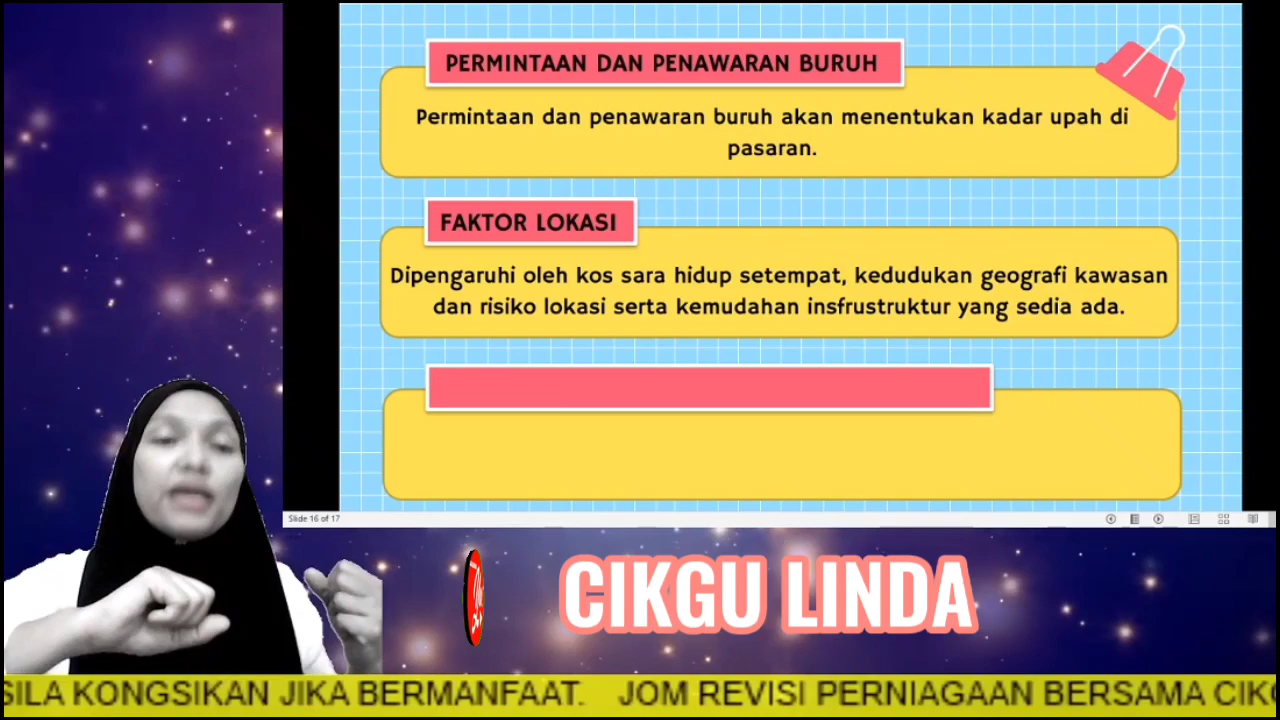 PERMINTAAN DAN PENAWARAN BURUH
Permintaan dan penawaran buruh akan menentukan kadar upah di
pasaran.
FAKTOR LOKASI
Dipengaruhi oleh kos sara hidup setempat, kedudukan geografi kawasan
dan risiko lokasi serta kemudahan insfrustruktur yang sedia ada.
Slide 16 of 17
CIKGU LINDA
SILA KONGSIKAN JIKA BERMANFAAT. JOM REVISI PERNIAGAAN BERSAMA CIK